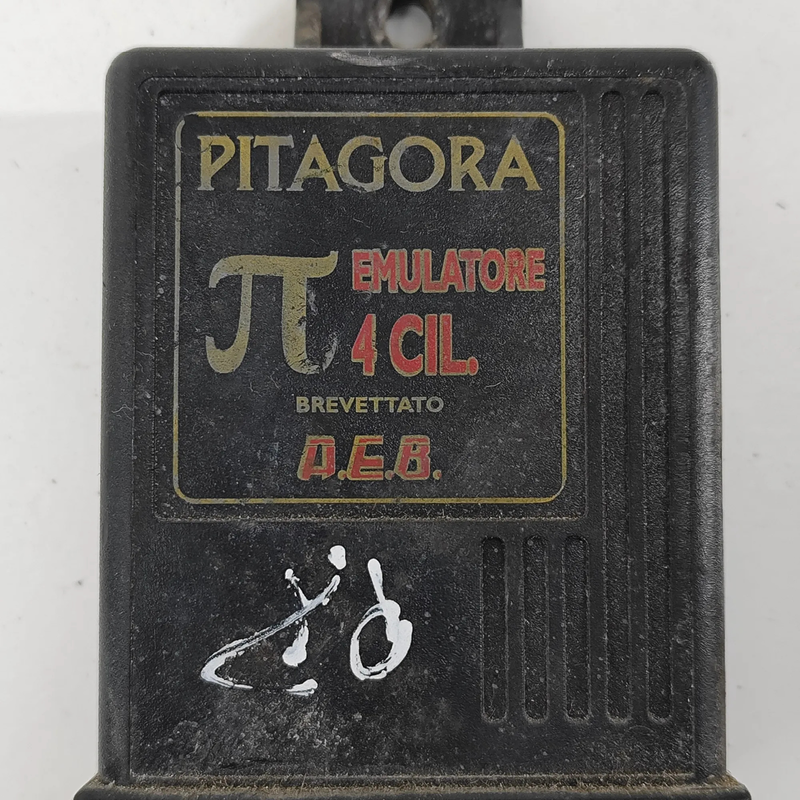 PITAGORA
π EMULATORE
4 CIL.
BREVETTATO
A.E.B.